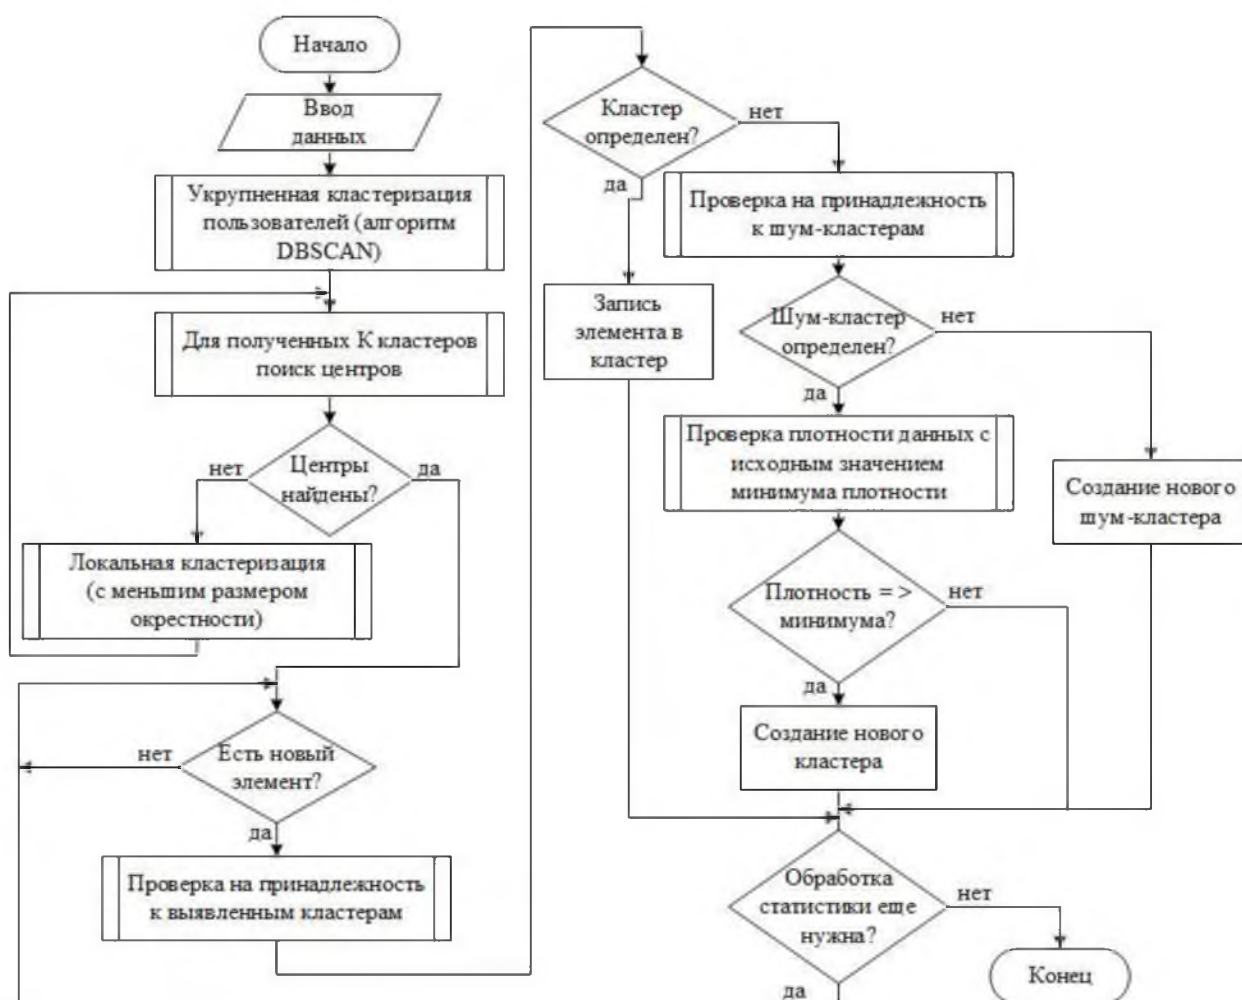 Начало
Ввод
данных
Укрупненная кластеризация
пользователей (алгоритм
DBSCAN)
Для полученных К кластеров
поиск центров
нет
Центры
найдены?
да
Локальная кластеризация
(с меньшим размером
окрестности)
нет
Есть новый
элемент?
да
Проверка на принадлежность
к выявленным кластерам
Кластер
определен?
нет
да
Проверка на принадлежность
к шум-кластерам
Запись
элемента в
кластер
Шум-кластер
определен?
нет
да
Проверка плотности данных с
исходным значением
минимума плотности
Создание нового
шум-кластера
Плотность = >
минимума?
нет
да
Создание нового
кластера
Обработка
статистики еще
нужна?
нет
да
Конец